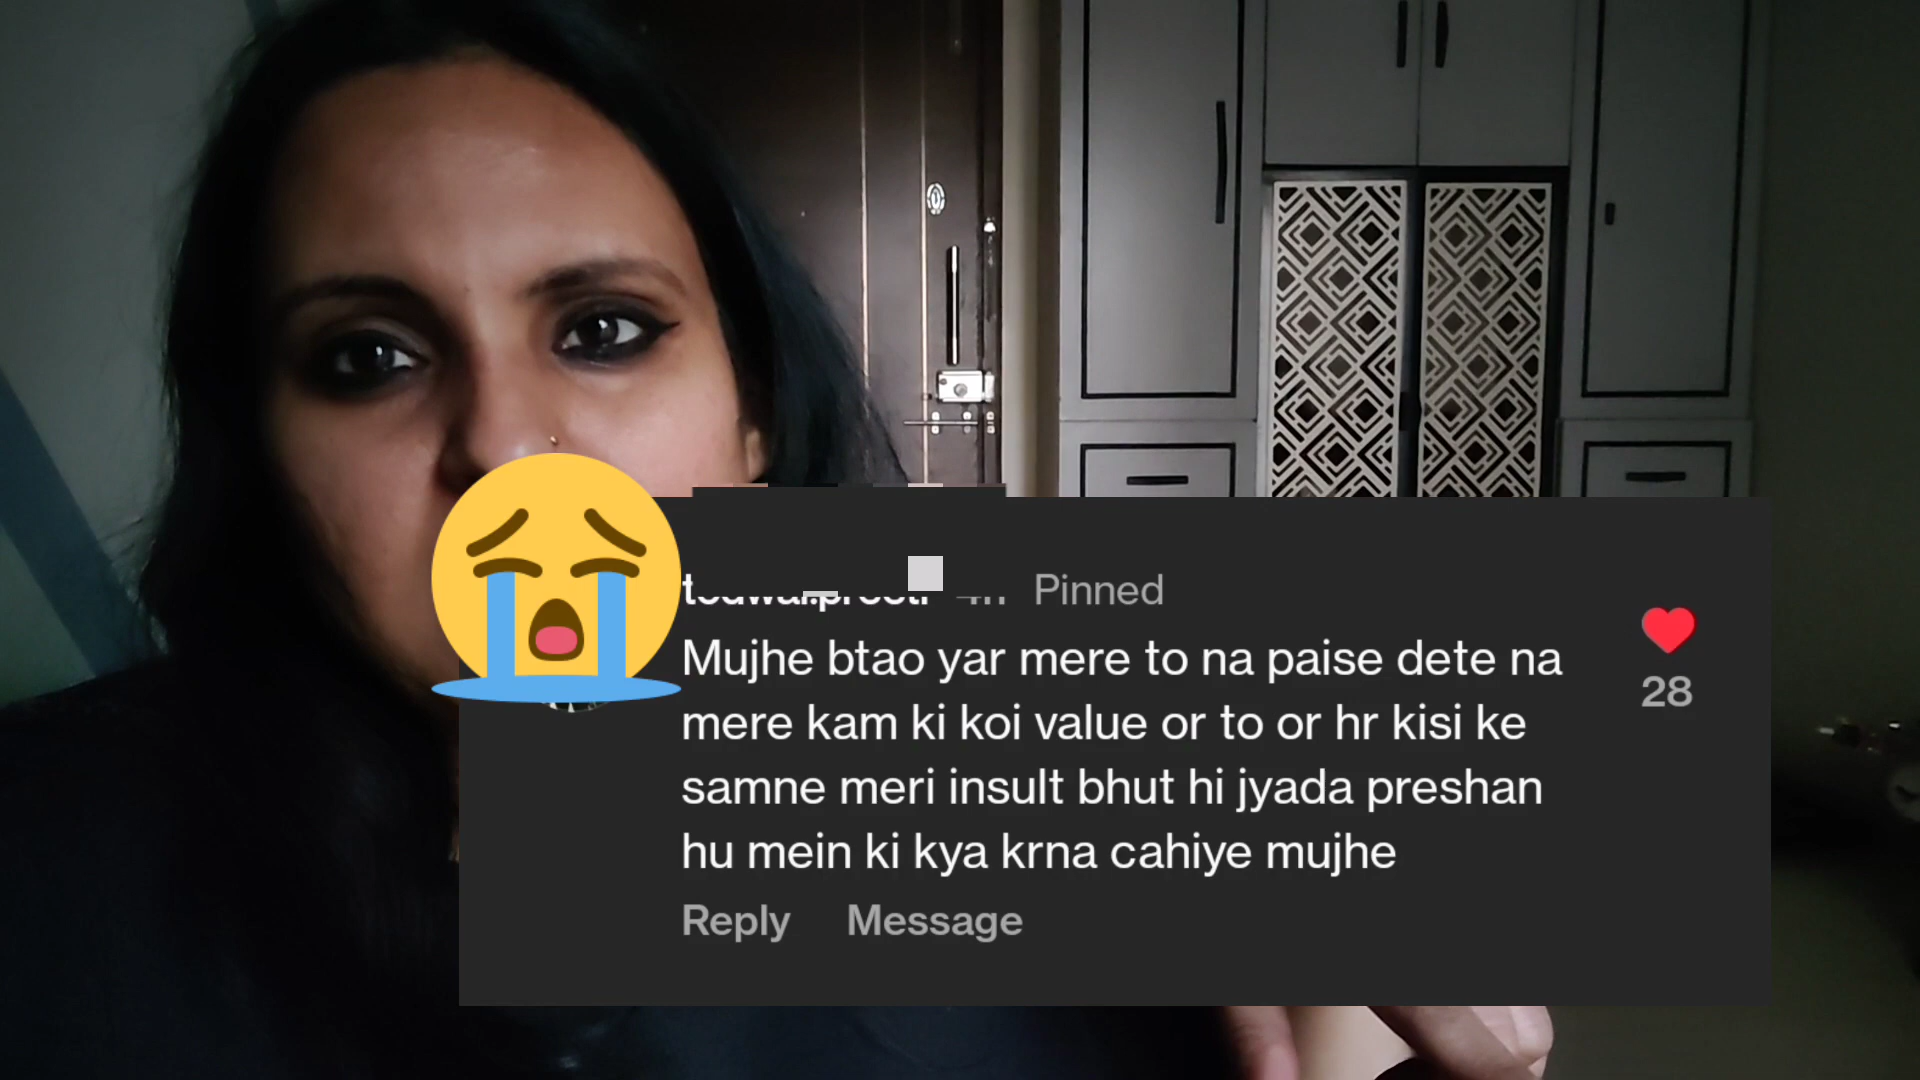 Pinned
Mujhe btao yar mere to na paise dete na
mere kam ki koi value or to or hr kisi ke
samne meri insult bhut hi jyada preshan
hu mein ki kya krna cahiye mujhe
28
Reply Message